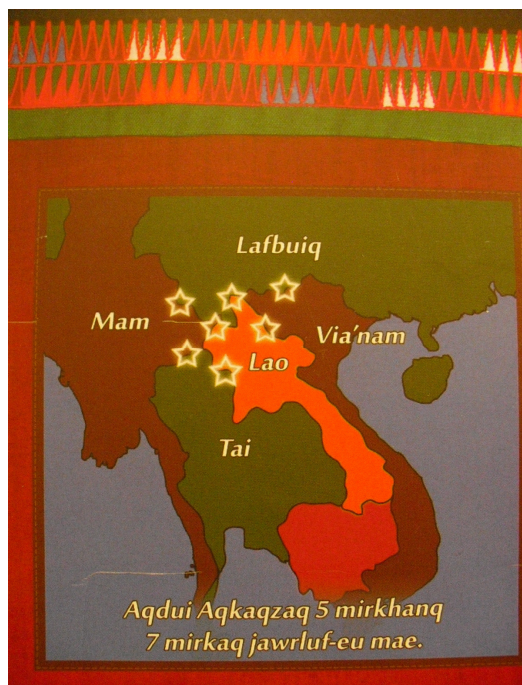 Lafbuiq
Mam
Via'nam
Lao
Tai
Aqdui Aqkaqzaq 5 mirkhanq
7 mirkaq jawrluf-eu mae.